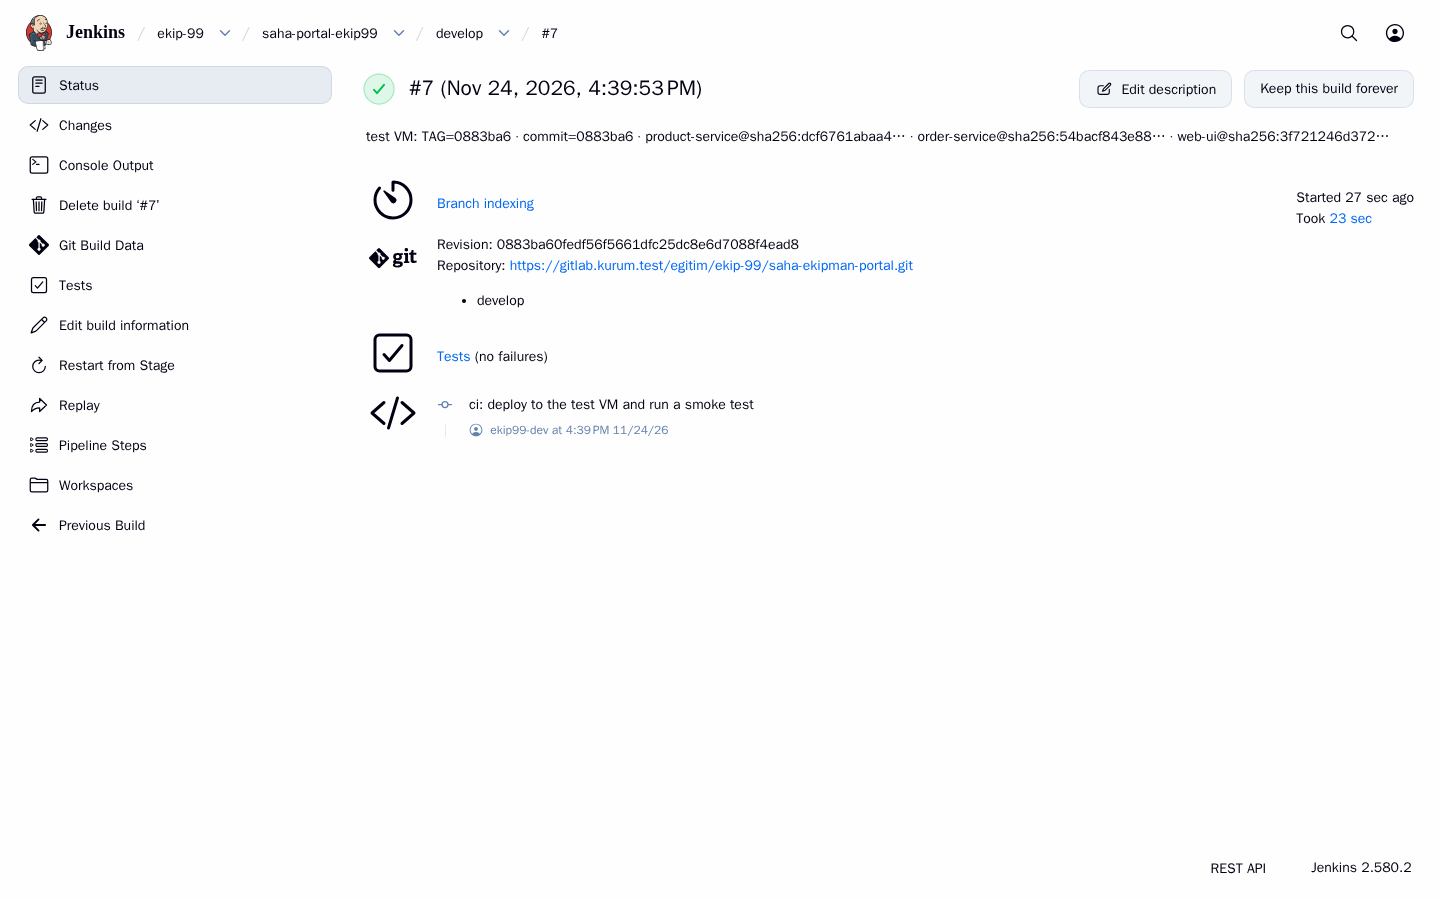 Jenkins / ekip-99 / saha-portal-ekip99 / develop / #7
Status
Changes
Console Output
Delete build ‘#7’
Git Build Data
Tests
Edit build information
Restart from Stage
Replay
Pipeline Steps
Workspaces
Previous Build
#7 (Nov 24, 2026, 4:39:53 PM)
Edit description
Keep this build forever
test VM: TAG=0883ba6 · commit=0883ba6 · product-service@sha256:dcf6761abaa4… · order-service@sha256:54bacf843e88… · web-ui@sha256:3f721246d372…
Branch indexing
Started 27 sec ago
Took 23 sec
git
Revision: 0883ba60fedf56f5661dfc25dc8e6d7088f4ead8
Repository: https://gitlab.kurum.test/egitim/ekip-99/saha-ekipman-portal.git
• develop
Tests (no failures)
ci: deploy to the test VM and run a smoke test
ekip99-dev at 4:39 PM 11/24/26
REST API
Jenkins 2.580.2